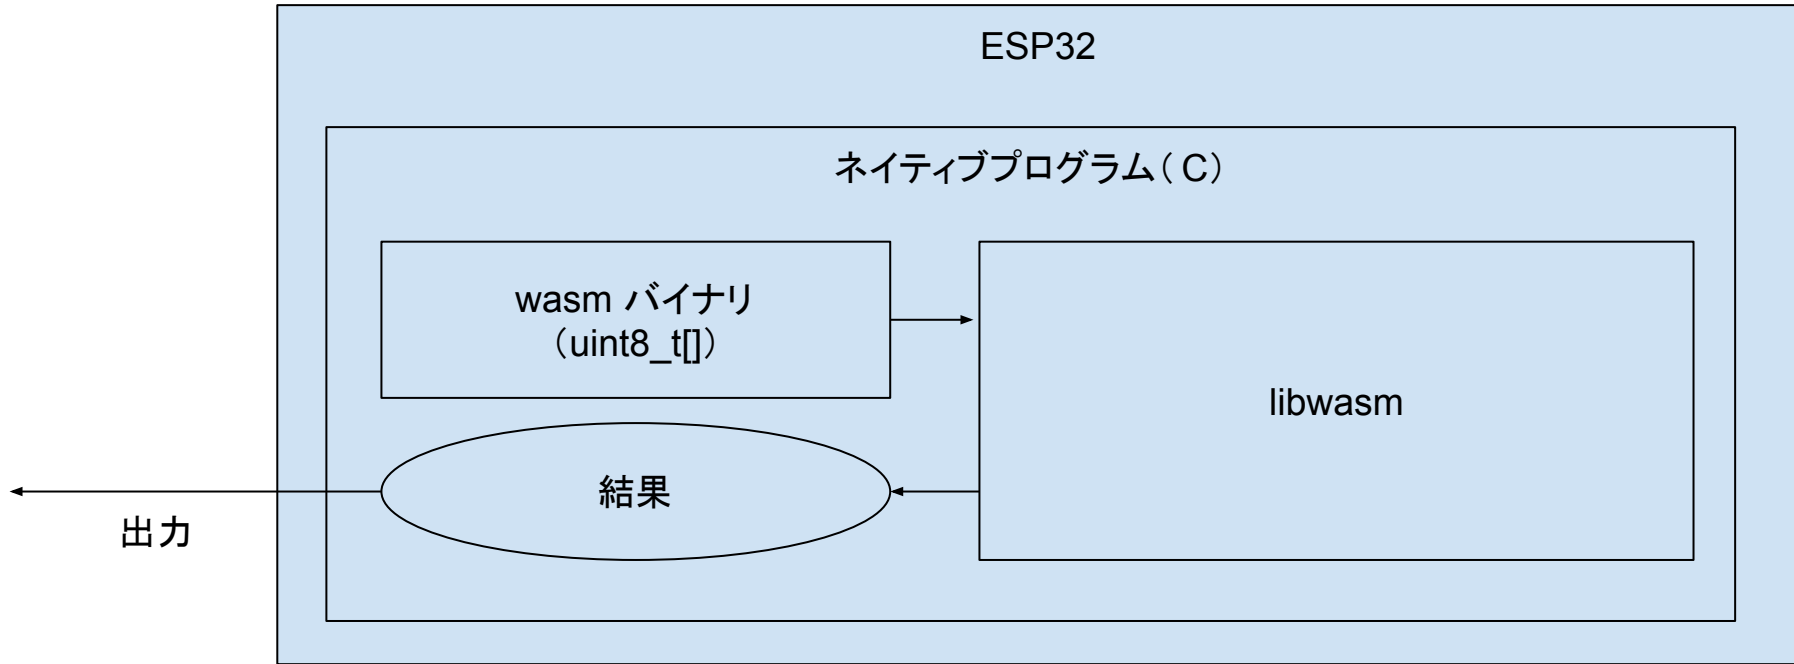 ESP32
ネイティブプログラム（C）
wasm バイナリ
（uint8_t[]）
libwasm
結果
出力